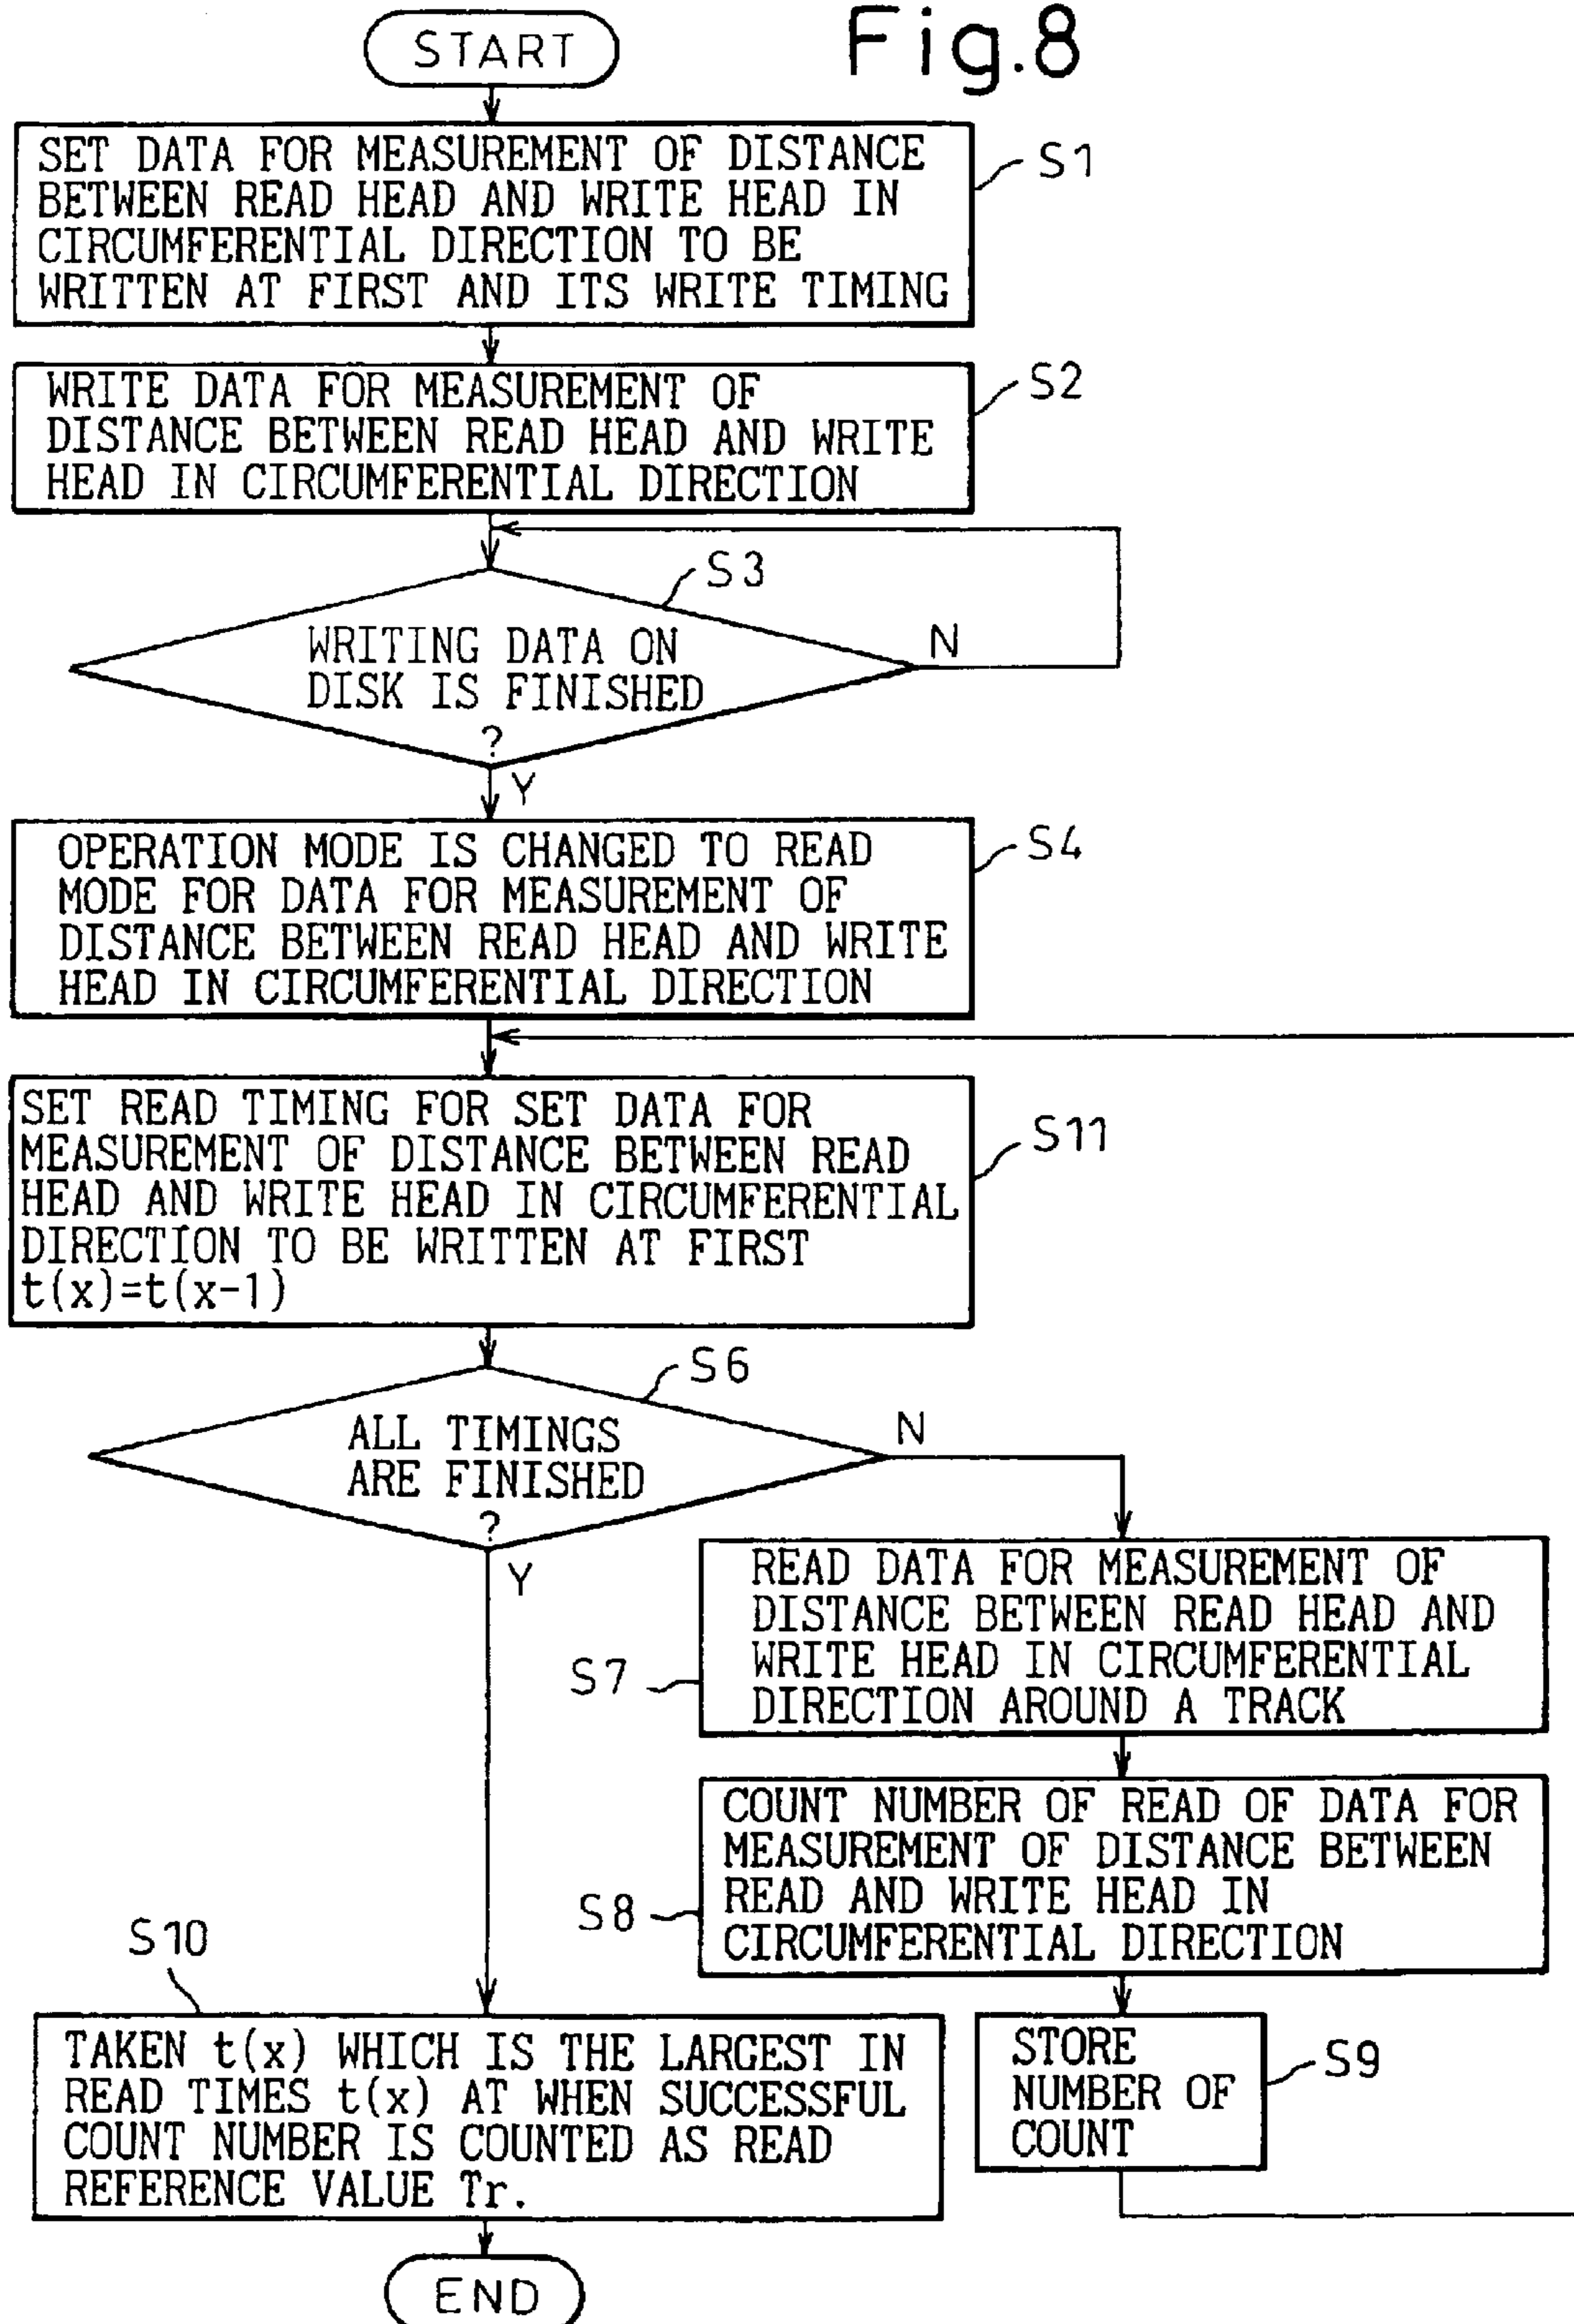 START
Fig.8
SET DATA FOR MEASUREMENT OF DISTANCE
BETWEEN READ HEAD AND WRITE HEAD IN
CIRCUMFERENTIAL DIRECTION TO BE
WRITTEN AT FIRST AND ITS WRITE TIMING
S1
WRITE DATA FOR MEASUREMENT OF
DISTANCE BETWEEN READ HEAD AND WRITE
HEAD IN CIRCUMFERENTIAL DIRECTION
S2
S3
WRITING DATA ON
DISK IS FINISHED
?
N
Y
OPERATION MODE IS CHANGED TO READ
MODE FOR DATA FOR MEASUREMENT OF
DISTANCE BETWEEN READ HEAD AND WRITE
HEAD IN CIRCUMFERENTIAL DIRECTION
S4
SET READ TIMING FOR SET DATA FOR
MEASUREMENT OF DISTANCE BETWEEN READ
HEAD AND WRITE HEAD IN CIRCUMFERENTIAL
DIRECTION TO BE WRITTEN AT FIRST
t(x)=t(x-1)
S11
S6
ALL TIMINGS
ARE FINISHED
?
N
Y
READ DATA FOR MEASUREMENT OF
DISTANCE BETWEEN READ HEAD AND
WRITE HEAD IN CIRCUMFERENTIAL
DIRECTION AROUND A TRACK
S7
COUNT NUMBER OF READ OF DATA FOR
MEASUREMENT OF DISTANCE BETWEEN
READ AND WRITE HEAD IN
CIRCUMFERENTIAL DIRECTION
S8
S10
TAKEN t(x) WHICH IS THE LARGEST IN
READ TIMES t(x) AT WHEN SUCCESSFUL
COUNT NUMBER IS COUNTED AS READ
REFERENCE VALUE Tr.
STORE
NUMBER OF
COUNT
S9
END